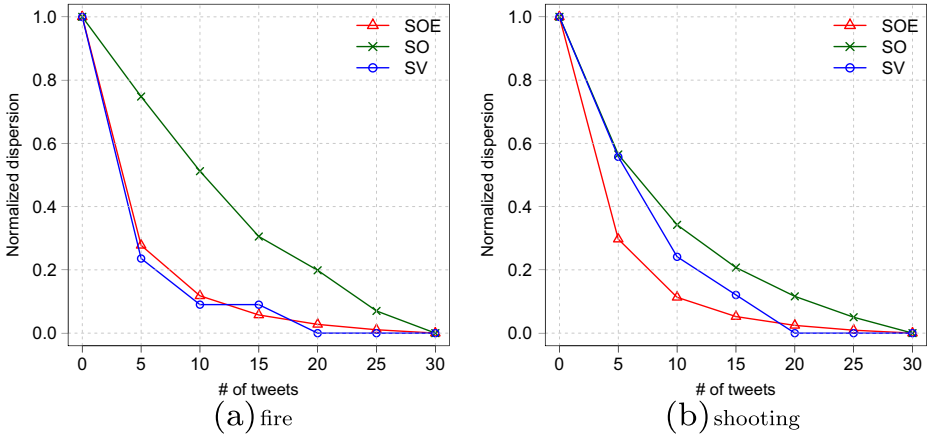 1.0
0.8
0.6
0.4
0.2
0.0
Normalized dispersion
SOE
SO
SV
0 5 10 15 20 25 30
# of tweets
(a) fire
1.0
0.8
0.6
0.4
0.2
0.0
Normalized dispersion
SOE
SO
SV
0 5 10 15 20 25 30
# of tweets
(b) shooting